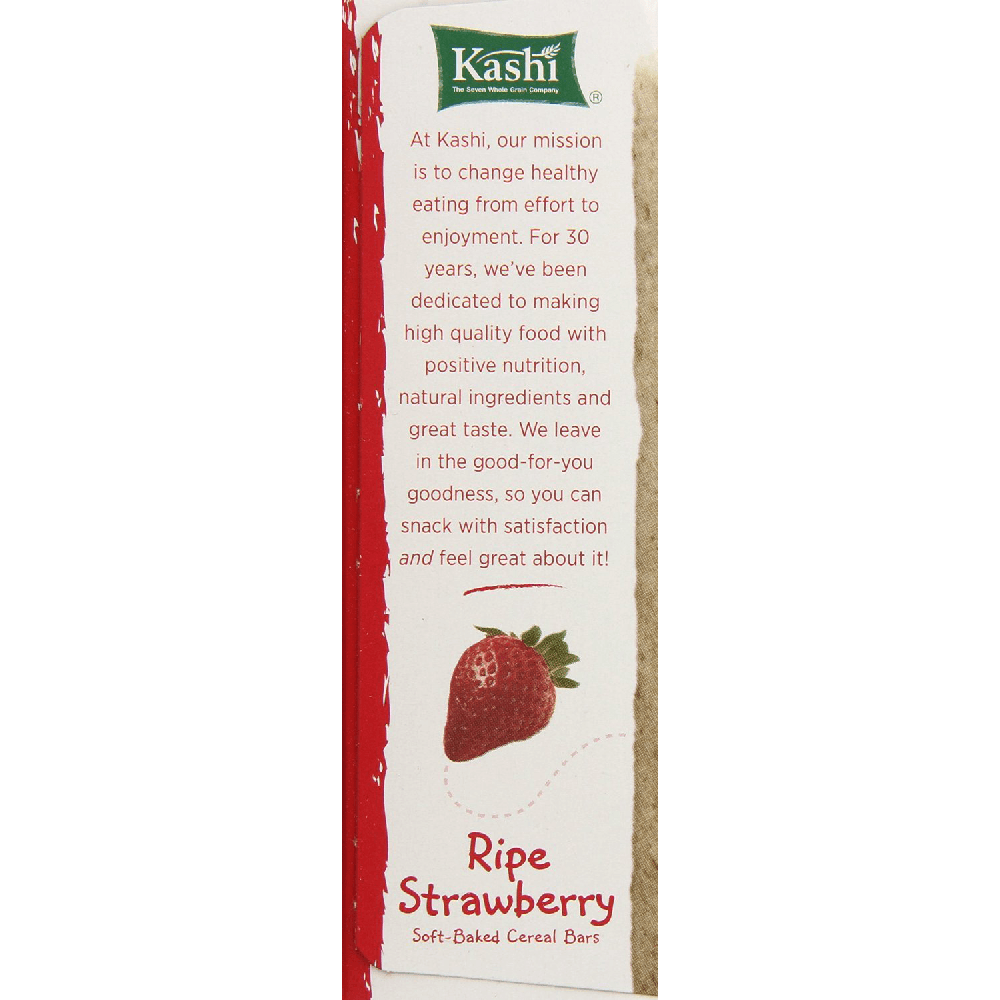 Kashi
The Seven Whole Grain Company
®
At Kashi, our mission
is to change healthy
eating from effort to
enjoyment. For 30
years, we've been
dedicated to making
high quality food with
positive nutrition,
natural ingredients and
great taste. We leave
in the good-for-you
goodness, so you can
snack with satisfaction
and feel great about it!
Ripe
Strawberry
Soft-Baked Cereal Bars